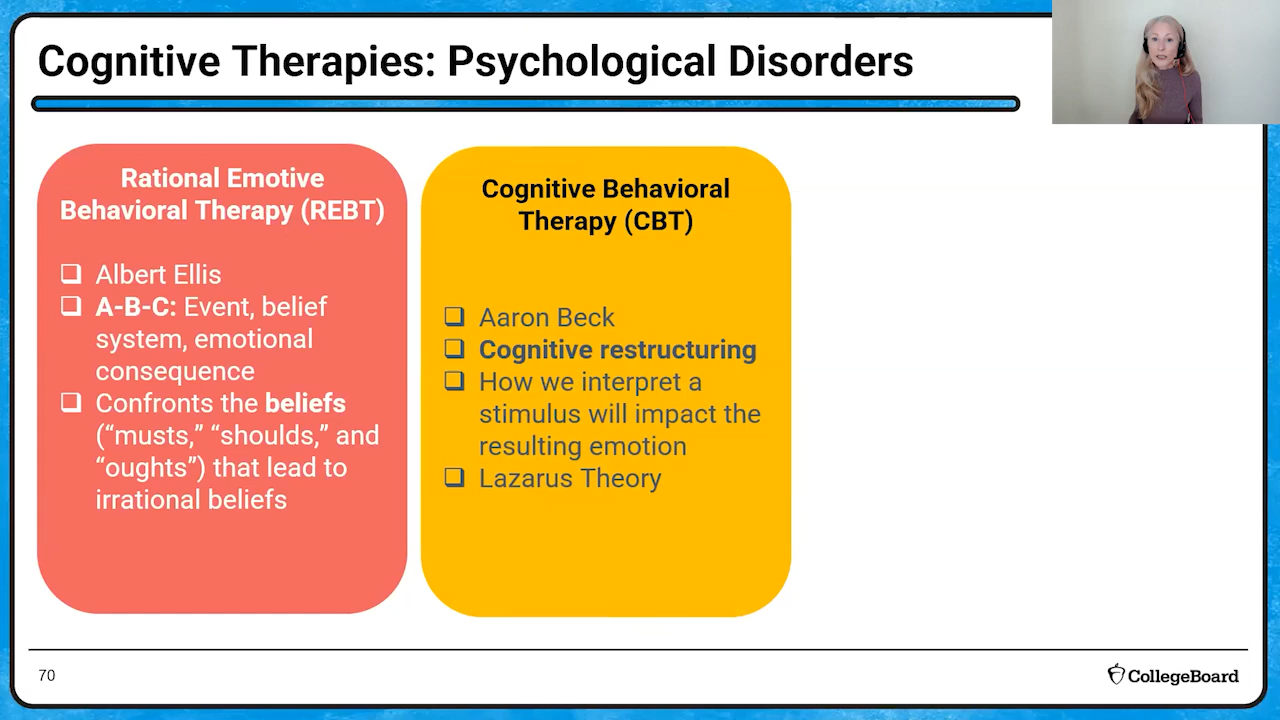 Cognitive Therapies: Psychological Disorders
Rational Emotive
Behavioral Therapy (REBT)
❑ Albert Ellis
❑ A-B-C: Event, belief
system, emotional
consequence
❑ Confronts the beliefs
(“musts,” “shoulds,” and
“oughts”) that lead to
irrational beliefs
Cognitive Behavioral
Therapy (CBT)
❑ Aaron Beck
❑ Cognitive restructuring
❑ How we interpret a
stimulus will impact the
resulting emotion
❑ Lazarus Theory
70
CollegeBoard